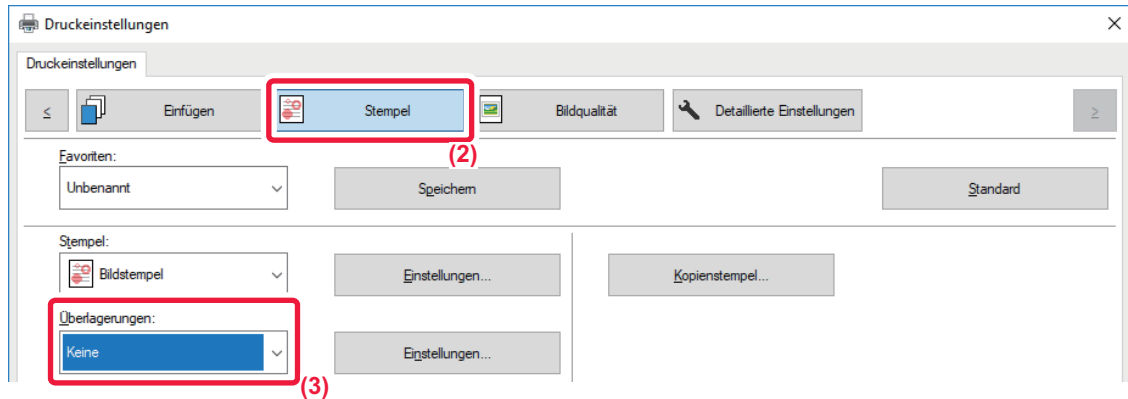 Druckeinstellungen
Druckeinstellungen
< Einfügen Stempel Bildqualität Detaillierte Einstellungen >
(2)
Favoriten:
Unbenannt Speichern Standard
Stempel:
Bildstempel Einstellungen... Kopienstempel...
Überlagerungen:
Keine Einstellungen...
(3)